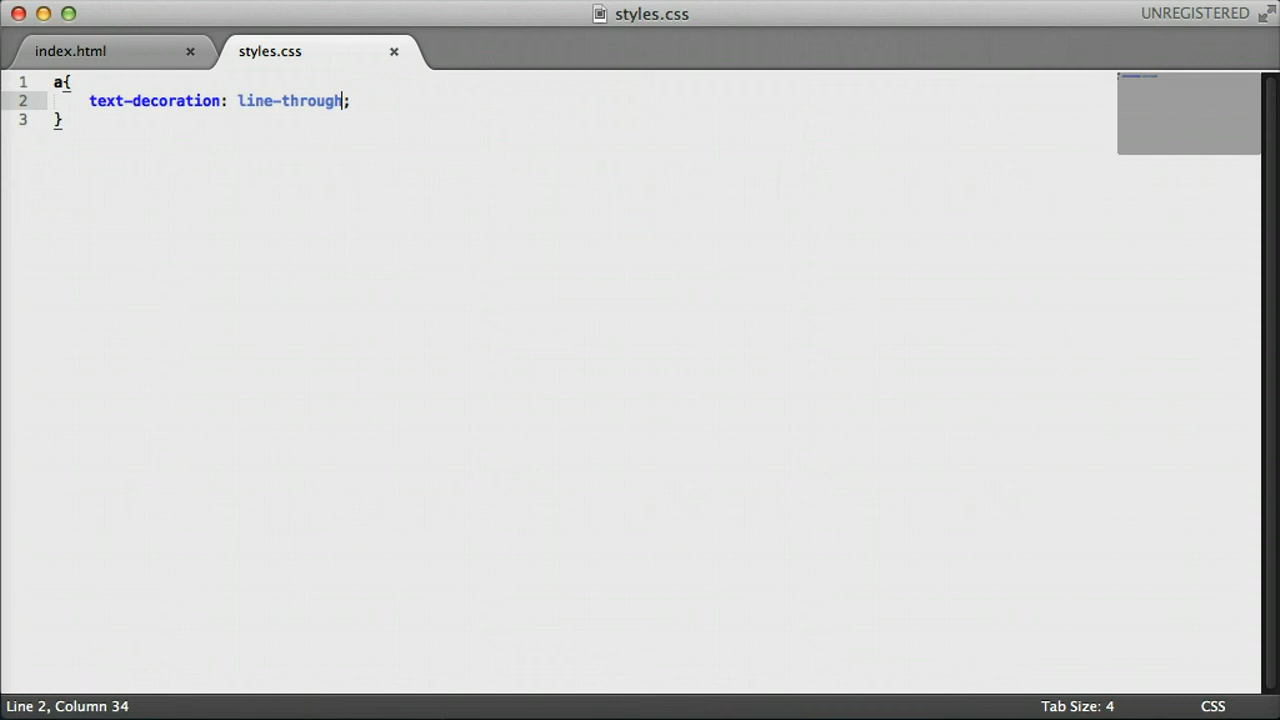 styles.css
UNREGISTERED
index.html × styles.css ×
1 a{
2 text-decoration: line-through;
3 }
Line 2, Column 34 Tab Size: 4 CSS